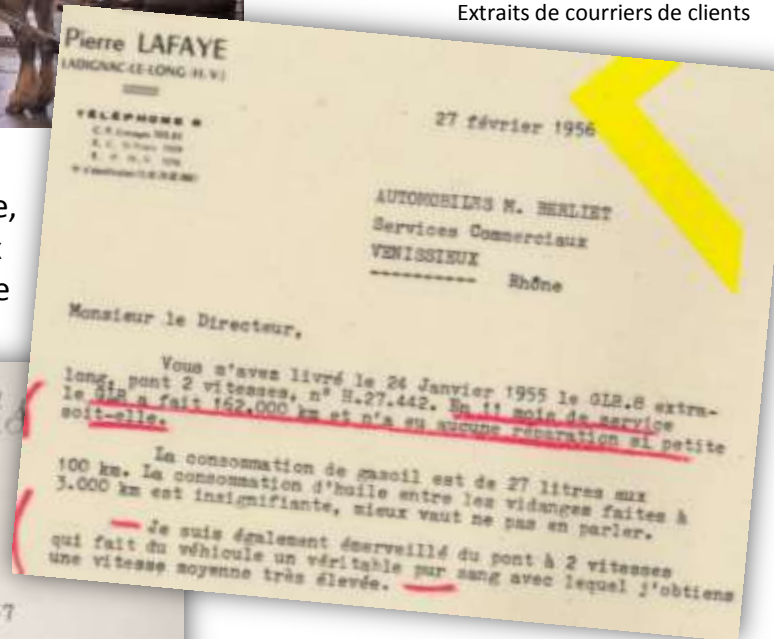 Extraits de courriers de clients
Pierre LAFAYE
LADIGNAC-LE-LONG (H.V.)
TÉLÉPHONE 8
27 février 1956
AUTOMOBILES M. BERLIET
Services Commerciaux
VENISSIEUX
---------- Rhône
Monsieur le Directeur,
Vous m'avez livré le 24 Janvier 1955 le GLR.8 extra-
long, pont 2 vitesses, n° H.27.442. En 11 mois de service
le GLR a fait 162.000 km et n'a eu aucune réparation si petite
soit-elle.
La consommation de gasoil est de 27 litres aux
100 km. La consommation d'huile entre les vidanges faites à
3.000 km est insignifiante, mieux vaut ne pas en parler.
Je suis également émerveillé du pont à 2 vitesses
qui fait du véhicule un véritable pur sang avec lequel j'obtiens
une vitesse moyenne très élevée.
e,
x
e
7